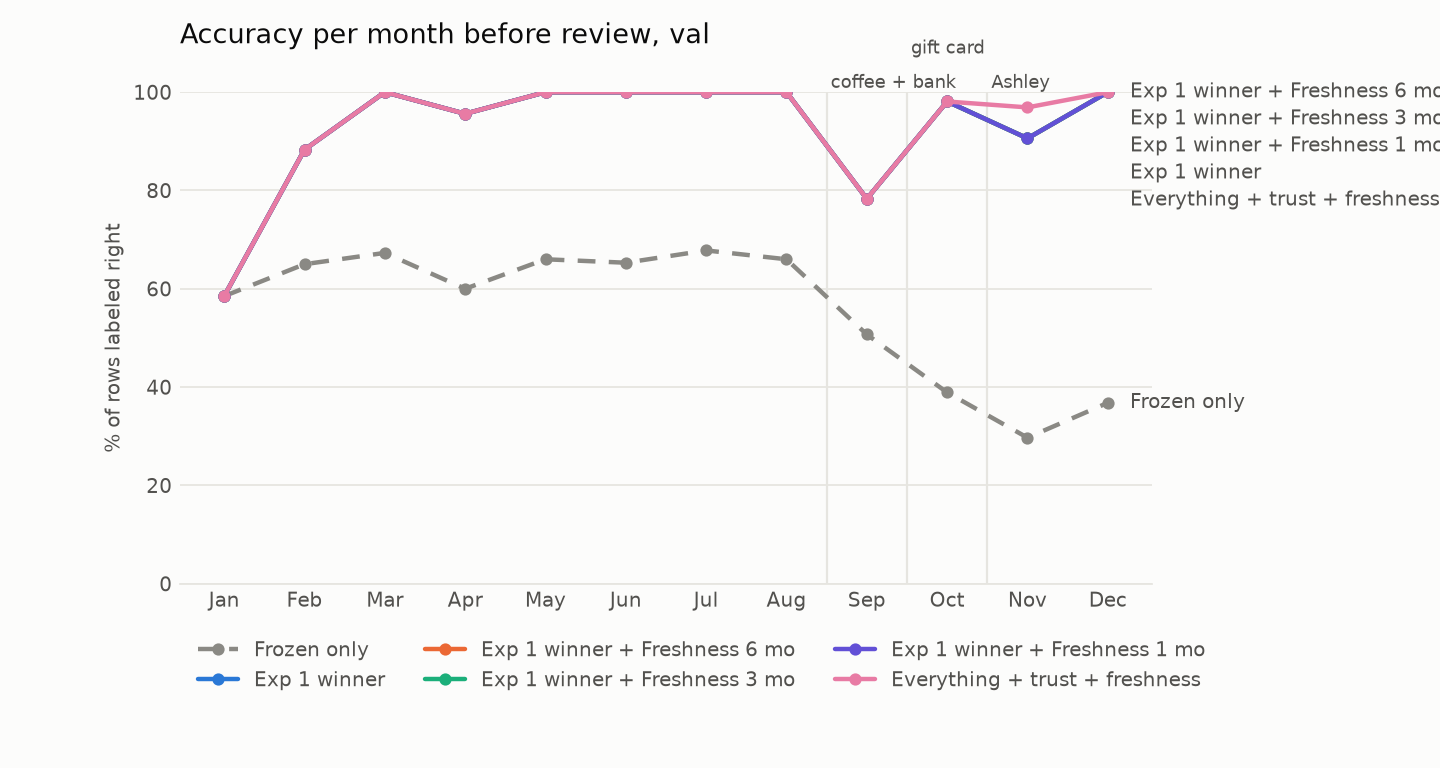 Accuracy per month before review, val
gift card
coffee + bank
Ashley
% of rows labeled right
100
80
60
40
20
0
Exp 1 winner + Freshness 6 mo
Exp 1 winner + Freshness 3 mo
Exp 1 winner + Freshness 1 mo
Exp 1 winner
Everything + trust + freshness
Frozen only
Jan Feb Mar Apr May Jun Jul Aug Sep Oct Nov Dec
Frozen only
Exp 1 winner + Freshness 6 mo
Exp 1 winner + Freshness 1 mo
Exp 1 winner
Exp 1 winner + Freshness 3 mo
Everything + trust + freshness